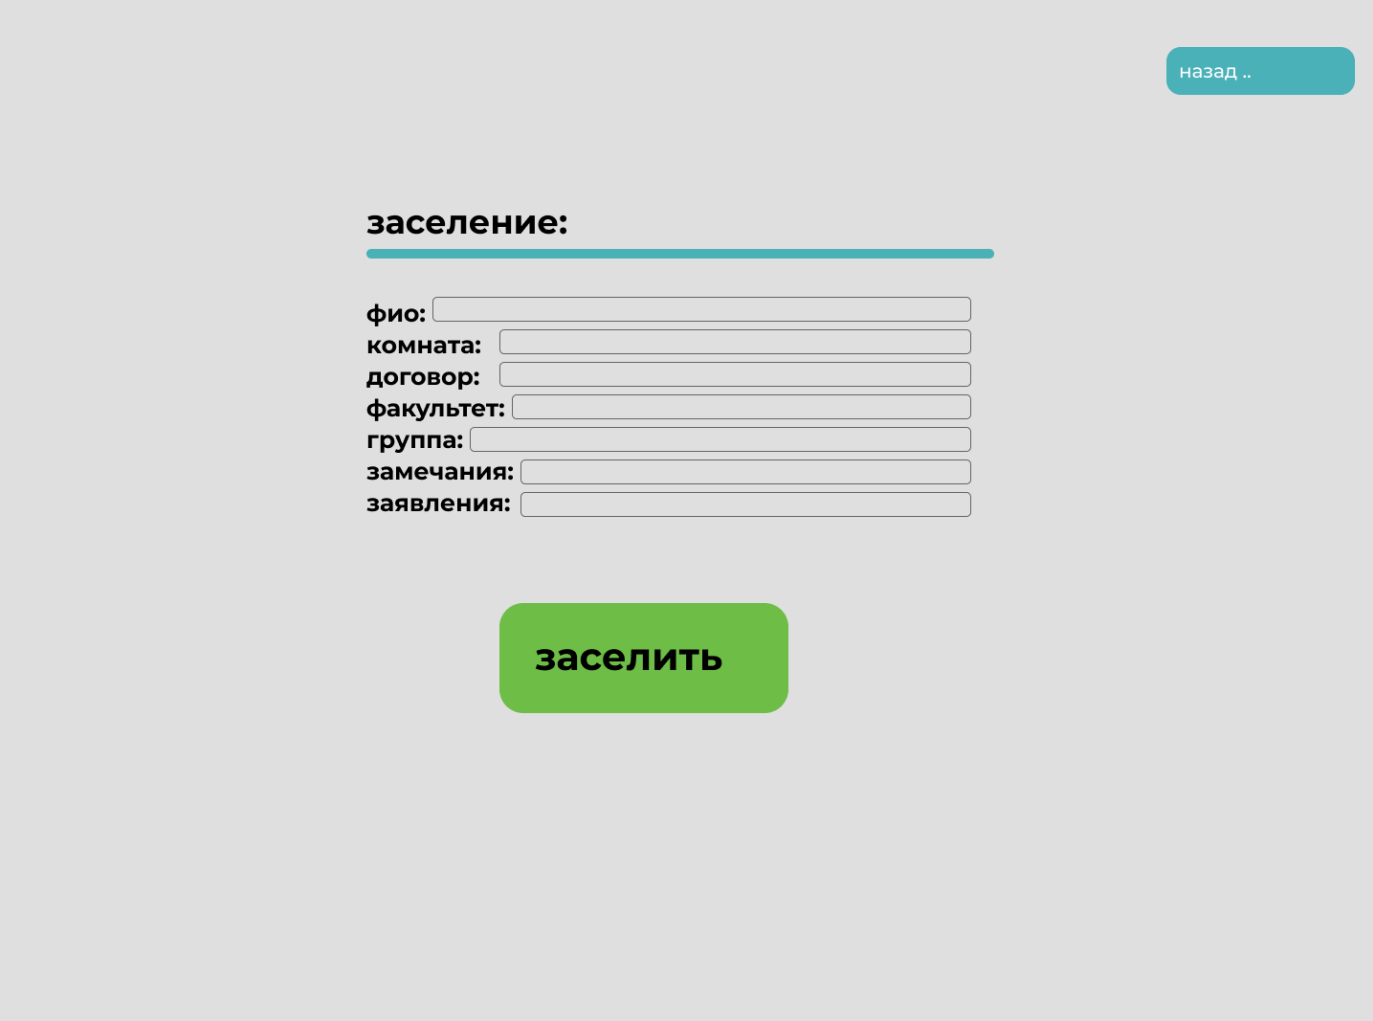 назад ..
заселение:
фио:
комната:
договор:
факультет:
группа:
замечания:
заявления:
заселить